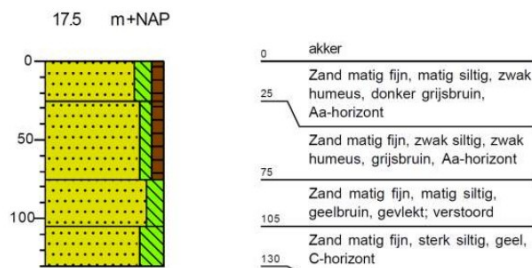 17.5 m+NAP
0
50
100
0 akker
Zand matig fijn, matig siltig, zwak
humeus, donker grijsbruin,
25
Aa-horizont
Zand matig fijn, zwak siltig, zwak
humeus, grijsbruin, Aa-horizont
75
Zand matig fijn, matig siltig,
geelbruin, gevlekt; verstoord
105
Zand matig fijn, sterk siltig, geel,
C-horizont
130